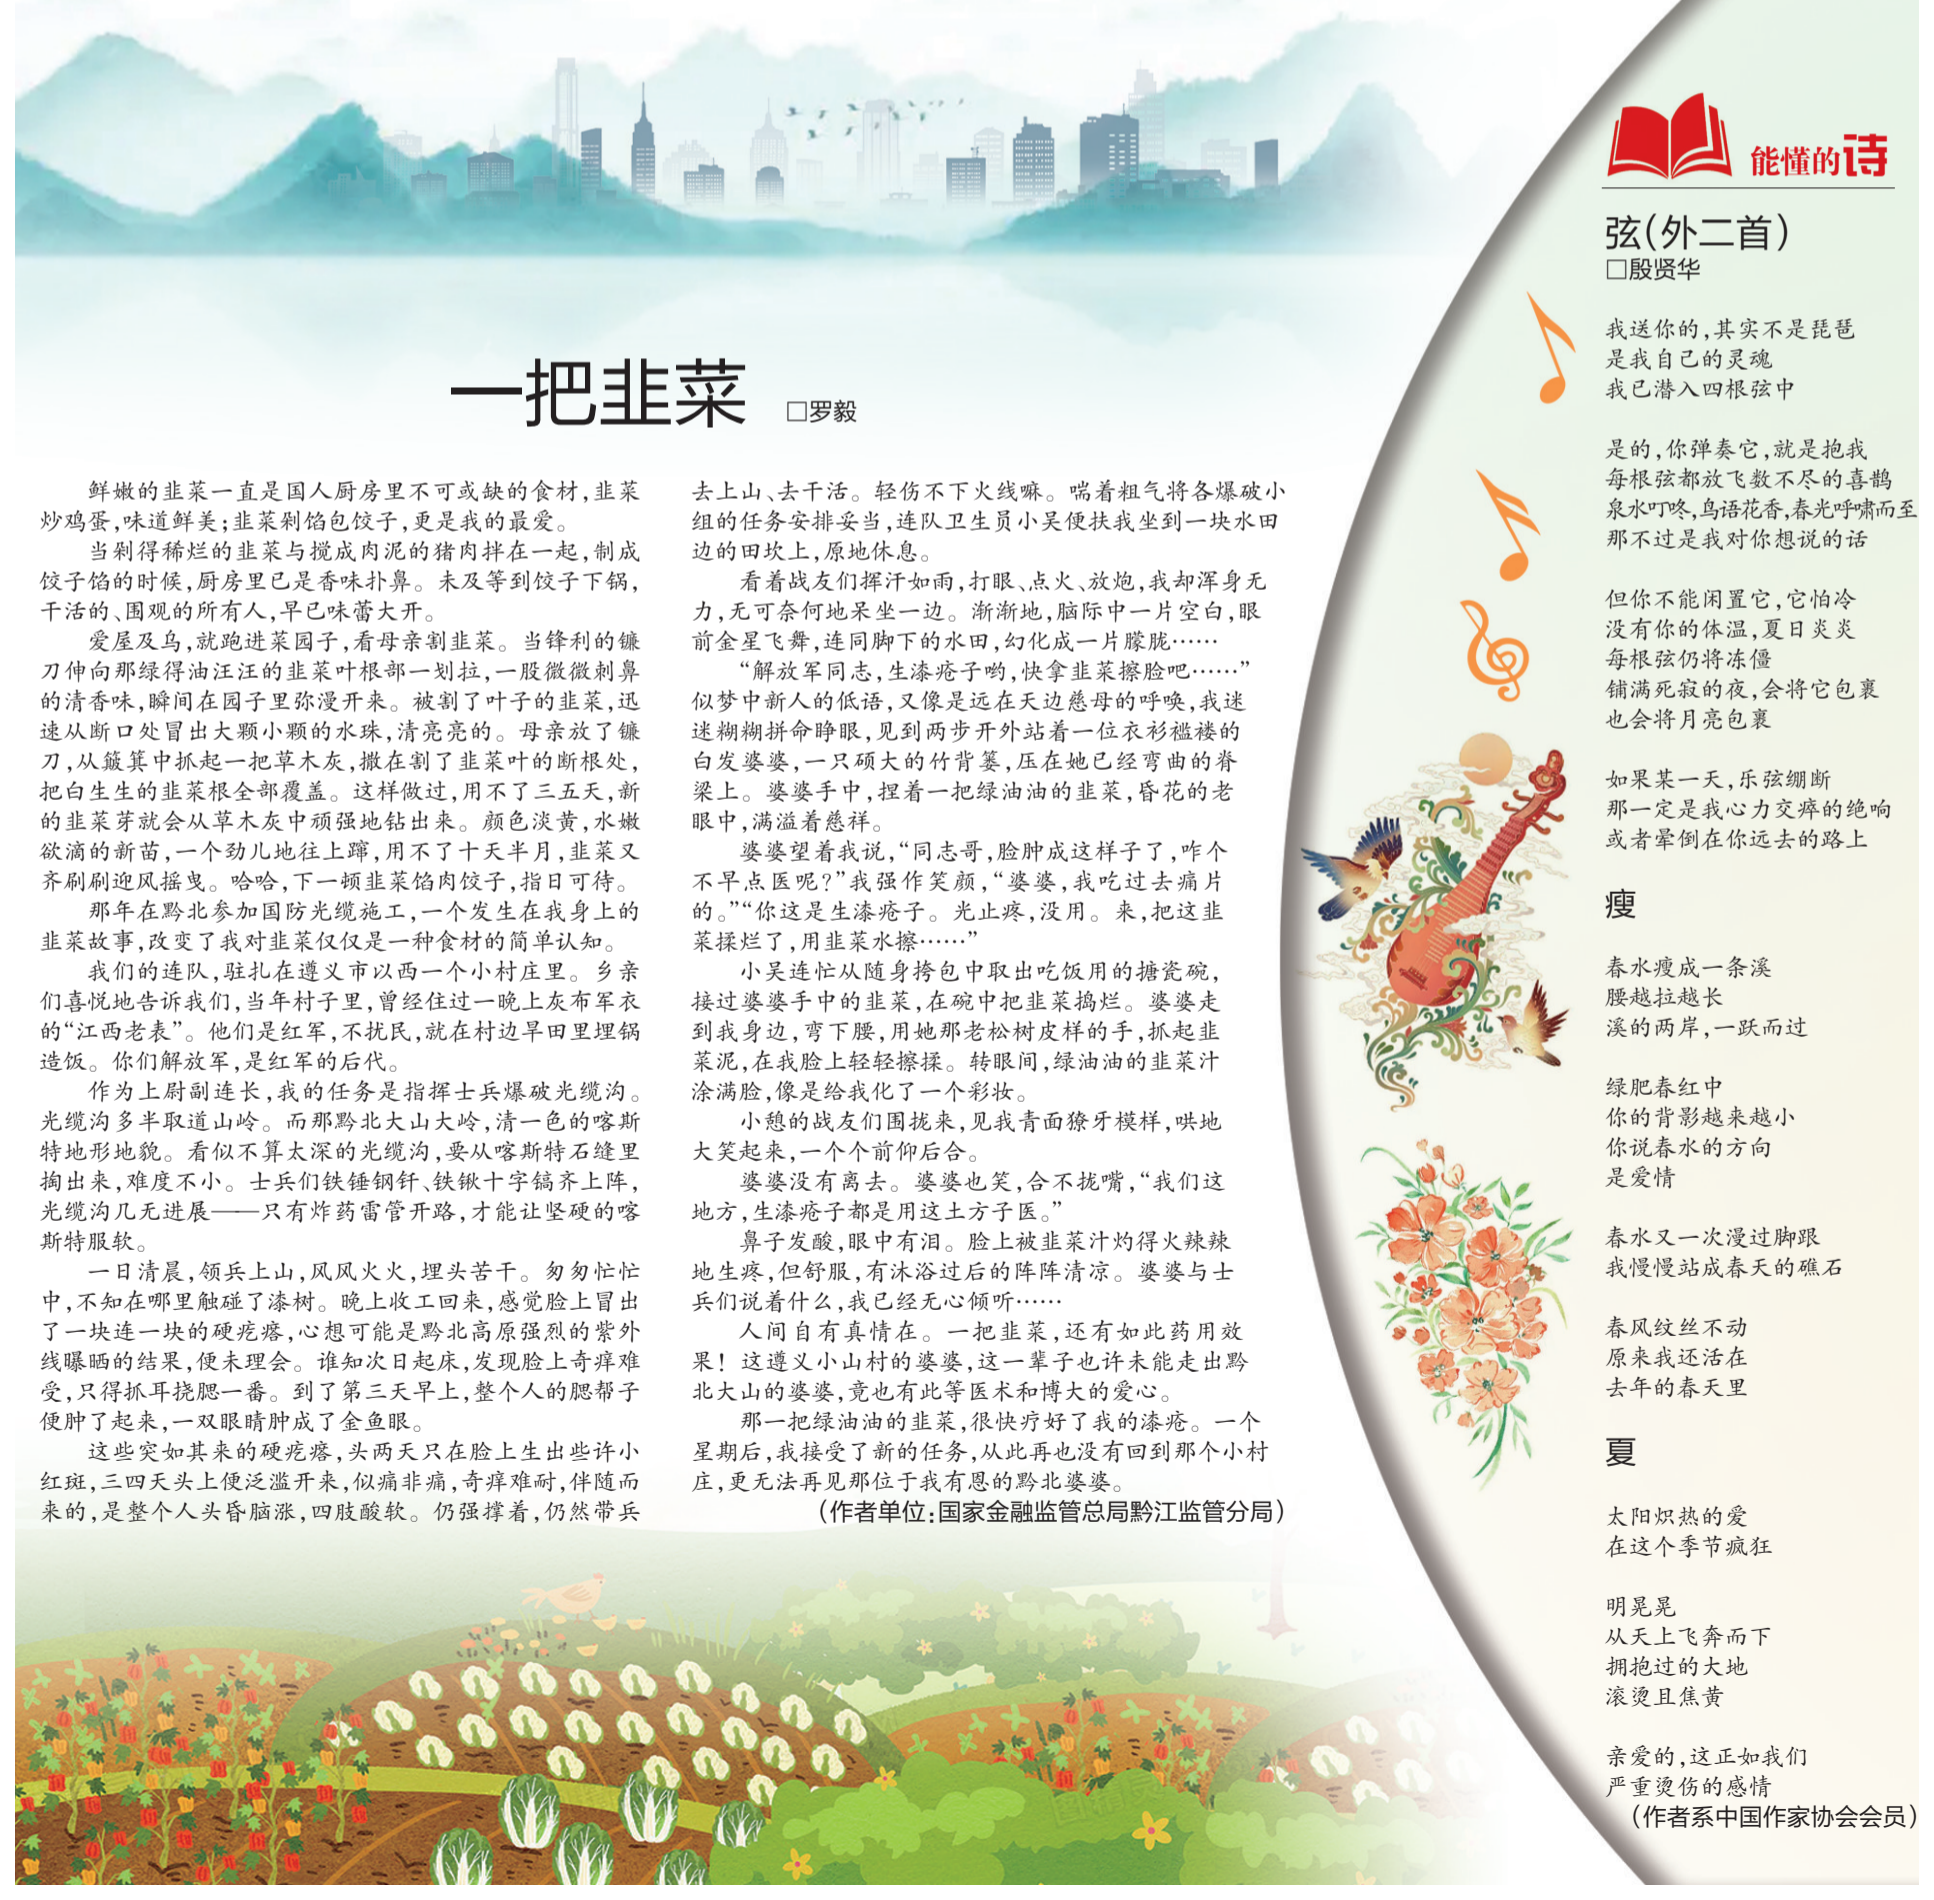 一把韭菜
□罗毅
鲜嫩的韭菜一直是国人厨房里不可或缺的食材,韭菜
炒鸡蛋,味道鲜美;韭菜剁馅包饺子,更是我的最爱。
当剁得稀烂的韭菜与搅成肉泥的猪肉拌在一起,制成
饺子馅的时候,厨房里已是香味扑鼻。未及等到饺子下锅,
干活的、围观的所有人,早已味蕾大开。
爱屋及乌,就跑进菜园子,看母亲割韭菜。当锋利的镰
刀伸向那绿得油汪汪的韭菜叶根部一划拉,一股微微刺鼻
的清香味,瞬间在园子里弥漫开来。被割了叶子的韭菜,迅
速从断口处冒出大颗小颗的水珠,清亮亮的。母亲放了镰
刀,从簸箕中抓起一把草木灰,撒在割了韭菜叶的断根处,
把白生生的韭菜根全部覆盖。这样做过,用不了三五天,新
的韭菜芽就会从草木灰中顽强地钻出来。颜色淡黄,水嫩
欲滴的新苗,一个劲儿地往上蹿,用不了十天半月,韭菜又
齐刷刷迎风摇曳。哈哈,下一顿韭菜馅肉饺子,指日可待。
那年在黔北参加国防光缆施工,一个发生在我身上的
韭菜故事,改变了我对韭菜仅仅是一种食材的简单认知。
我们的连队,驻扎在遵义市以西一个小村庄里。乡亲
们喜悦地告诉我们,当年村子里,曾经住过一晚上灰布军衣
的“江西老表”。他们是红军,不扰民,就在村边旱田里埋锅
造饭。你们解放军,是红军的后代。
作为上尉副连长,我的任务是指挥士兵爆破光缆沟。
光缆沟多半取道山岭。而那黔北大山大岭,清一色的喀斯
特地形地貌。看似不算太深的光缆沟,要从喀斯特石缝里
掏出来,难度不小。士兵们铁锤钢钎、铁锹十字镐齐上阵,
光缆沟几无进展——只有炸药雷管开路,才能让坚硬的喀
斯特服软。
一日清晨,领兵上山,风风火火,埋头苦干。匆匆忙忙
中,不知在哪里触碰了漆树。晚上收工回来,感觉脸上冒出
了一块连一块的硬疙瘩,心想可能是黔北高原强烈的紫外
线曝晒的结果,便未理会。谁知次日起床,发现脸上奇痒难
受,只得抓耳挠腮一番。到了第三天早上,整个人的腮帮子
便肿了起来,一双眼睛肿成了金鱼眼。
这些突如其来的硬疙瘩,头两天只在脸上生出些许小
红斑,三四天头上便泛滥开来,似痛非痛,奇痒难耐,伴随而
来的,是整个人头昏脑涨,四肢酸软。仍强撑着,仍然带兵
去上山、去干活。轻伤不下火线嘛。喘着粗气将各爆破小
组的任务安排妥当,连队卫生员小吴便扶我坐到一块水田
边的田坎上,原地休息。
看着战友们挥汗如雨,打眼、点火、放炮,我却浑身无
力,无可奈何地呆坐一边。渐渐地,脑际中一片空白,眼
前金星飞舞,连同脚下的水田,幻化成一片朦胧……
“解放军同志,生漆疮子哟,快拿韭菜擦脸吧……”
似梦中新人的低语,又像是远在天边慈母的呼唤,我迷
迷糊糊拼命睁眼,见到两步开外站着一位衣衫褴褛的
白发婆婆,一只硕大的竹背篓,压在她已经弯曲的脊
梁上。婆婆手中,捏着一把绿油油的韭菜,昏花的老
眼中,满溢着慈祥。
婆婆望着我说,“同志哥,脸肿成这样子了,咋个
不早点医呢?”我强作笑颜,“婆婆,我吃过去痛片
的。”“你这是生漆疮子。光止疼,没用。来,把这韭
菜揉烂了,用韭菜水擦……”
小吴连忙从随身挎包中取出吃饭用的搪瓷碗,
接过婆婆手中的韭菜,在碗中把韭菜捣烂。婆婆走
到我身边,弯下腰,用她那老松树皮样的手,抓起韭
菜泥,在我脸上轻轻擦揉。转眼间,绿油油的韭菜汁
涂满脸,像是给我化了一个彩妆。
小憩的战友们围拢来,见我青面獠牙模样,哄地
大笑起来,一个个前仰后合。
婆婆没有离去。婆婆也笑,合不拢嘴,“我们这
地方,生漆疮子都是用这土方子医。”
鼻子发酸,眼中有泪。脸上被韭菜汁灼得火辣辣
地生疼,但舒服,有沐浴过后的阵阵清凉。婆婆与士
兵们说着什么,我已经无心倾听……
人间自有真情在。一把韭菜,还有如此药用效
果!这遵义小山村的婆婆,这一辈子也许未能走出黔
北大山的婆婆,竟也有此等医术和博大的爱心。
那一把绿油油的韭菜,很快疗好了我的漆疮。一个
星期后,我接受了新的任务,从此再也没有回到那个小村
庄,更无法再见那位于我有恩的黔北婆婆。
(作者单位:国家金融监管总局黔江监管分局)
能懂的诗
弦(外二首)
□殷贤华
我送你的,其实不是琵琶
是我自己的灵魂
我已潜入四根弦中
是的,你弹奏它,就是抱我
每根弦都放飞数不尽的喜鹊
泉水叮咚,鸟语花香,春光呼啸而至
那不过是我对你想说的话
但你不能闲置它,它怕冷
没有你的体温,夏日炎炎
每根弦仍将冻僵
铺满死寂的夜,会将它包裹
也会将月亮包裹
如果某一天,乐弦绷断
那一定是我心力交瘁的绝响
或者晕倒在你远去的路上
瘦
春水瘦成一条溪
腰越拉越长
溪的两岸,一跃而过
绿肥春红中
你的背影越来越小
你说春水的方向
是爱情
春水又一次漫过脚跟
我慢慢站成春天的礁石
春风纹丝不动
原来我还活在
去年的春天里
夏
太阳炽热的爱
在这个季节疯狂
明晃晃
从天上飞奔而下
拥抱过的大地
滚烫且焦黄
亲爱的,这正如我们
严重烫伤的感情
(作者系中国作家协会会员)